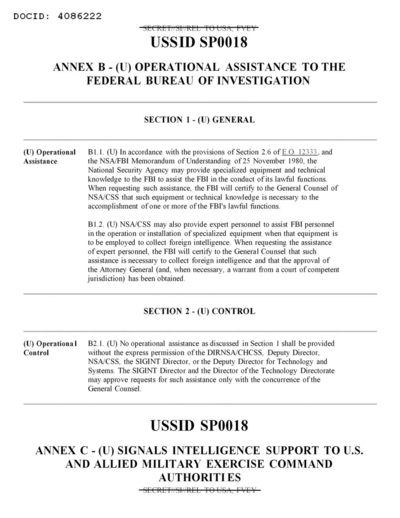 DOCID: 4086222
SECRET//SI//REL TO USA, FVEY
USSID SP0018
ANNEX B - (U) OPERATIONAL ASSISTANCE TO THE
FEDERAL BUREAU OF INVESTIGATION
SECTION 1 - (U) GENERAL
(U) Operational
Assistance
B1.1. (U) In accordance with the provisions of Section 2.6 of E.O. 12333, and
the NSA/FBI Memorandum of Understanding of 25 November 1980, the
National Security Agency may provide specialized equipment and technical
knowledge to the FBI to assist the FBI in the conduct of its lawful functions.
When requesting such assistance, the FBI will certify to the General Counsel of
NSA/CSS that such equipment or technical knowledge is necessary to the
accomplishment of one or more of the FBI's lawful functions.
B1.2. (U) NSA/CSS may also provide expert personnel to assist FBI personnel
in the operation or installation of specialized equipment when that equipment is
to be employed to collect foreign intelligence. When requesting the assistance
of expert personnel, the FBI will certify to the General Counsel that such
assistance is necessary to collect foreign intelligence and that the approval of
the Attorney General (and, when necessary, a warrant from a court of competent
jurisdiction) has been obtained.
SECTION 2 - (U) CONTROL
(U) Operational
Control
B2.1. (U) No operational assistance as discussed in Section 1 shall be provided
without the express permission of the DIRNSA/CHCSS, Deputy Director,
NSA/CSS, the SIGINT Director, or the Deputy Director for Technology and
Systems. The SIGINT Director and the Director of the Technology Directorate
may approve requests for such assistance only with the concurrence of the
General Counsel.
USSID SP0018
ANNEX C - (U) SIGNALS INTELLIGENCE SUPPORT TO U.S.
AND ALLIED MILITARY EXERCISE COMMAND
AUTHORITIES
SECRET//SI//REL TO USA, FVEY